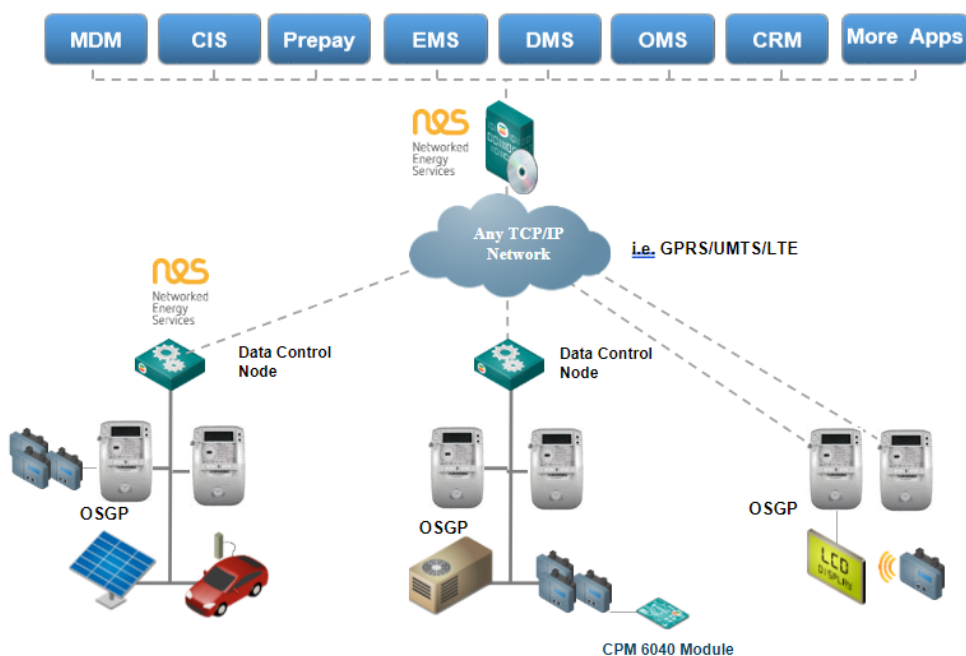 MDM
CIS
Prepay
EMS
DMS
OMS
CRM
More Apps
nes
Networked
Energy
Services
Any TCP/IP
Network
i.e. GPRS/UMTS/LTE
nes
Networked
Energy
Services
Data Control
Node
Data Control
Node
OSGP
OSGP
OSGP
LCD
DISPLAY
CPM 6040 Module